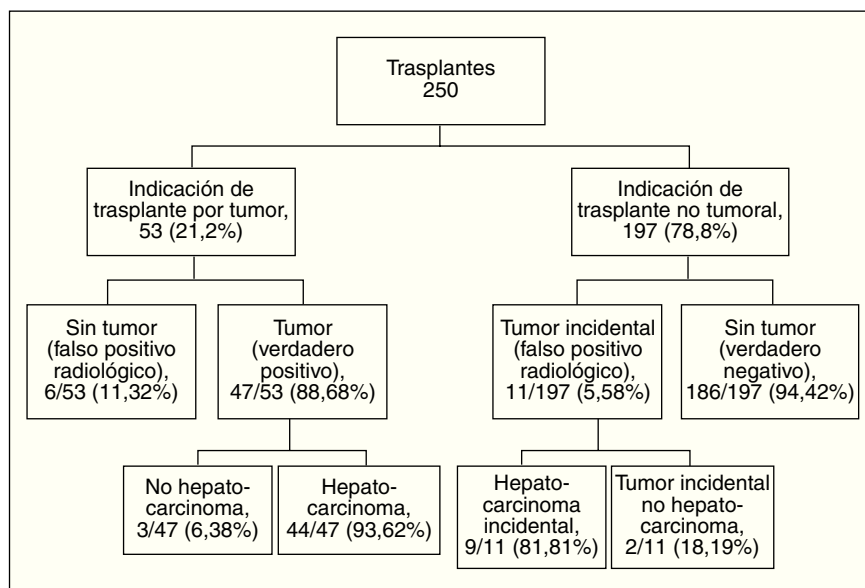 Trasplantes
250
Indicación de
trasplante por tumor,
53 (21,2%)
Indicación de
trasplante no tumoral,
197 (78,8%)
Sin tumor
(falso positivo
radiológico),
6/53 (11,32%)
Tumor
(verdadero
positivo),
47/53 (88,68%)
Tumor incidental
(falso positivo
radiológico),
11/197 (5,58%)
Sin tumor
(verdadero
negativo),
186/197 (94,42%)
No hepato-
carcinoma,
3/47 (6,38%)
Hepato-
carcinoma,
44/47 (93,62%)
Hepato-
carcinoma
incidental,
9/11 (81,81%)
Tumor incidental
no hepato-
carcinoma,
2/11 (18,19%)